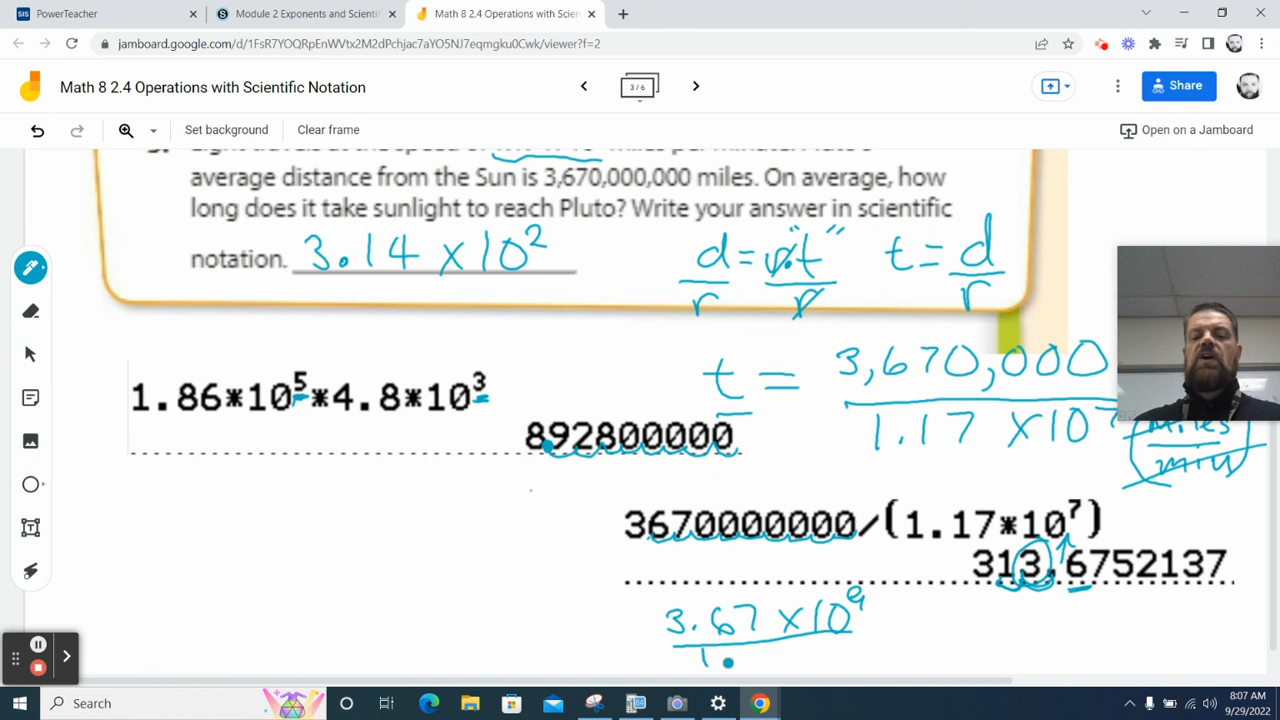 PowerTeacher
Module 2 Exponents and Scientifi
Math 8 2.4 Operations with Scien
jamboard.google.com/d/1FsR7YOQRpEnWVtx2M2dPchjac7aYO5NJ7eqmgku0Cwk/viewer?f=2
Math 8 2.4 Operations with Scientific Notation
3 / 6
Share
Set background
Clear frame
Open on a Jamboard
average distance from the Sun is 3,670,000,000 miles. On average, how
long does it take sunlight to reach Pluto? Write your answer in scientific
notation. 3.14 x 10²
d = r·t
r r
t = d
r
t = 3,670,000
1.17 x 10⁷
miles
mins
1.86*10⁵*4.8*10³
892800000
3670000000/(1.17*10⁷)
313.6752137
3.67 x 10⁹
1.
Search
8:07 AM
9/29/2022